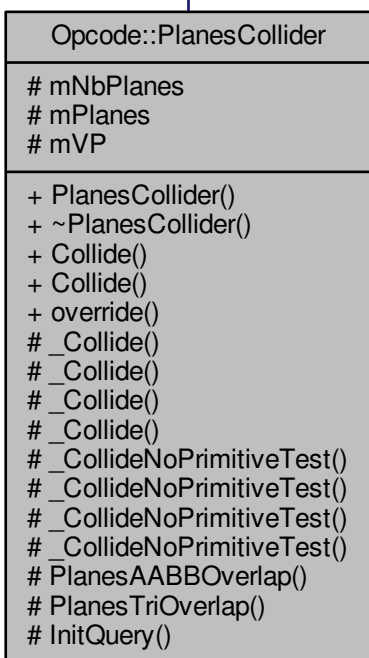 Opcode::PlanesCollider
# mNbPlanes
# mPlanes
# mVP
+ PlanesCollider()
+ ~PlanesCollider()
+ Collide()
+ Collide()
+ override()
# _Collide()
# _Collide()
# _Collide()
# _Collide()
# _CollideNoPrimitiveTest()
# _CollideNoPrimitiveTest()
# _CollideNoPrimitiveTest()
# _CollideNoPrimitiveTest()
# PlanesAABBOverlap()
# PlanesTriOverlap()
# InitQuery()